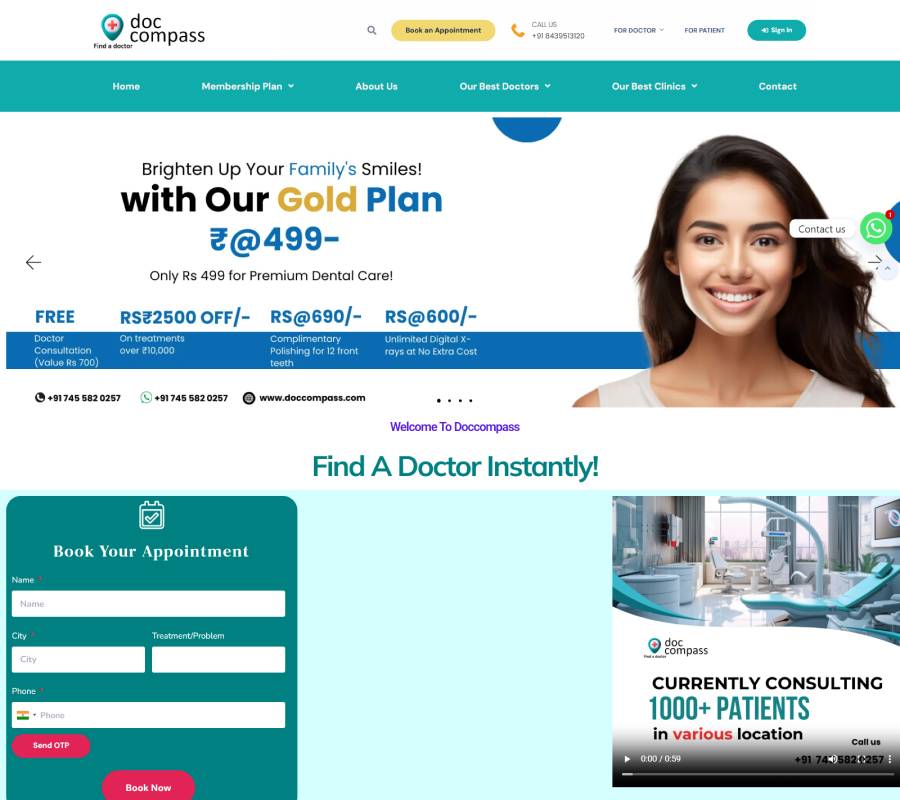 doc
compass
Find a doctor
Book an Appointment
CALL US
+91 8439513120
FOR DOCTOR
FOR PATIENT
Sign In
Home
Membership Plan
About Us
Our Best Doctors
Our Best Clinics
Contact
Brighten Up Your Family's Smiles!
with Our Gold Plan
₹@499-
Only Rs 499 for Premium Dental Care!
FREE
Doctor
Consultation
(Value Rs 700)
RS₹2500 OFF/-
On treatments
over ₹10,000
RS@690/-
Complimentary
Polishing for 12 front
teeth
RS@600/-
Unlimited Digital X-
rays at No Extra Cost
+91 745 582 0257
+91 745 582 0257
www.doccompass.com
Contact us
1
Welcome To Doccompass
Find A Doctor Instantly!
Book Your Appointment
Name *
Name
City *
City
Treatment/Problem
Phone *
Phone
Send OTP
Book Now
doc
compass
Find a doctor
CURRENTLY CONSULTING
1000+ PATIENTS
in various location
Call us
0:00 / 0:59